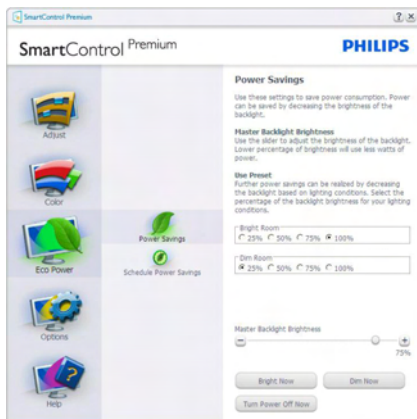 SmartControl Premium
SmartControl Premium
PHILIPS
Adjust
Color
Eco Power
Options
Help
Power Savings
Schedule Power Savings
Power Savings
Use these settings to save power consumption. Power
can be saved by decreasing the brightness of the
backlight.
Master Backlight Brightness
Use the slider to adjust the brightness of the backlight.
Lower percentage of brightness will use less watts of
power.
Use Preset
Further power savings can be realized by decreasing
the backlight based on lighting conditions. Select the
percentage of the backlight brightness for your lighting
conditions.
Bright Room
25% 50% 75% 100%
Dim Room
25% 50% 75% 100%
Master Backlight Brightness
75%
Bright Now Dim Now
Turn Power Off Now